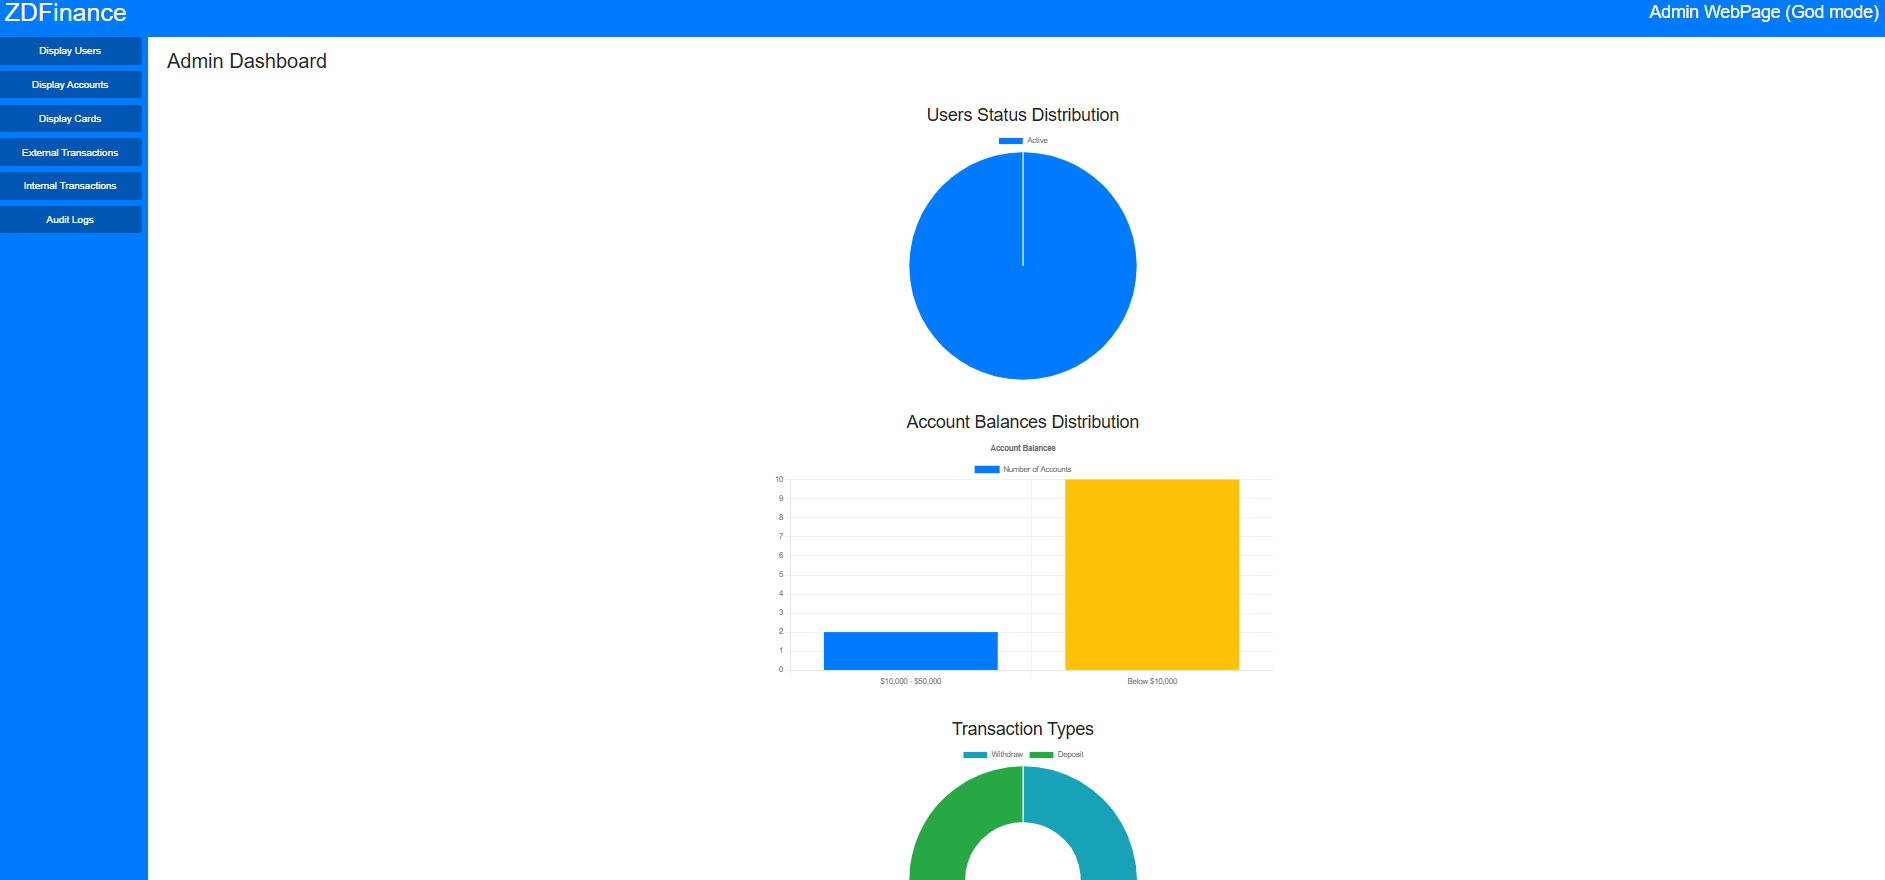 ZDFinance
Admin WebPage (God mode)
Display Users
Display Accounts
Display Cards
External Transactions
Internal Transactions
Audit Logs
Admin Dashboard
Users Status Distribution
Active
Account Balances Distribution
Account Balances
Number of Accounts
10
9
8
7
6
5
4
3
2
1
0
$10,000 - $50,000
Below $10,000
Transaction Types
Withdraw
Deposit